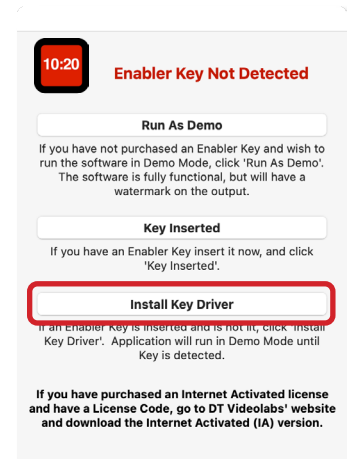 10:20
Enabler Key Not Detected
Run As Demo
If you have not purchased an Enabler Key and wish to
run the software in Demo Mode, click 'Run As Demo'.
The software is fully functional, but will have a
watermark on the output.
Key Inserted
If you have an Enabler Key insert it now, and click
'Key Inserted'.
Install Key Driver
If an Enabler Key is inserted and is not lit, click 'Install
Key Driver'. Application will run in Demo Mode until
Key is detected.
If you have purchased an Internet Activated license
and have a License Code, go to DT Videolabs' website
and download the Internet Activated (IA) version.